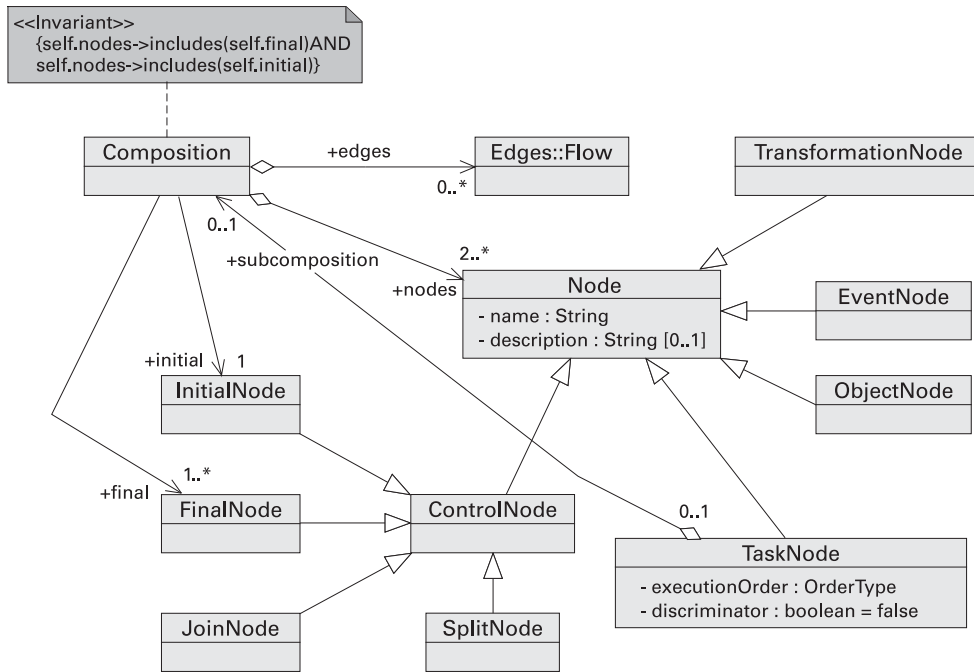 <<Invariant>>
{self.nodes->includes(self.final)AND
self.nodes->includes(self.initial)}
Composition
+edges
0..*
Edges::Flow
TransformationNode
0..1
+subcomposition
2..*
+nodes
Node
- name : String
- description : String [0..1]
EventNode
ObjectNode
+initial
1
InitialNode
1..*
+final
FinalNode
ControlNode
0..1
TaskNode
- executionOrder : OrderType
- discriminator : boolean = false
JoinNode
SplitNode